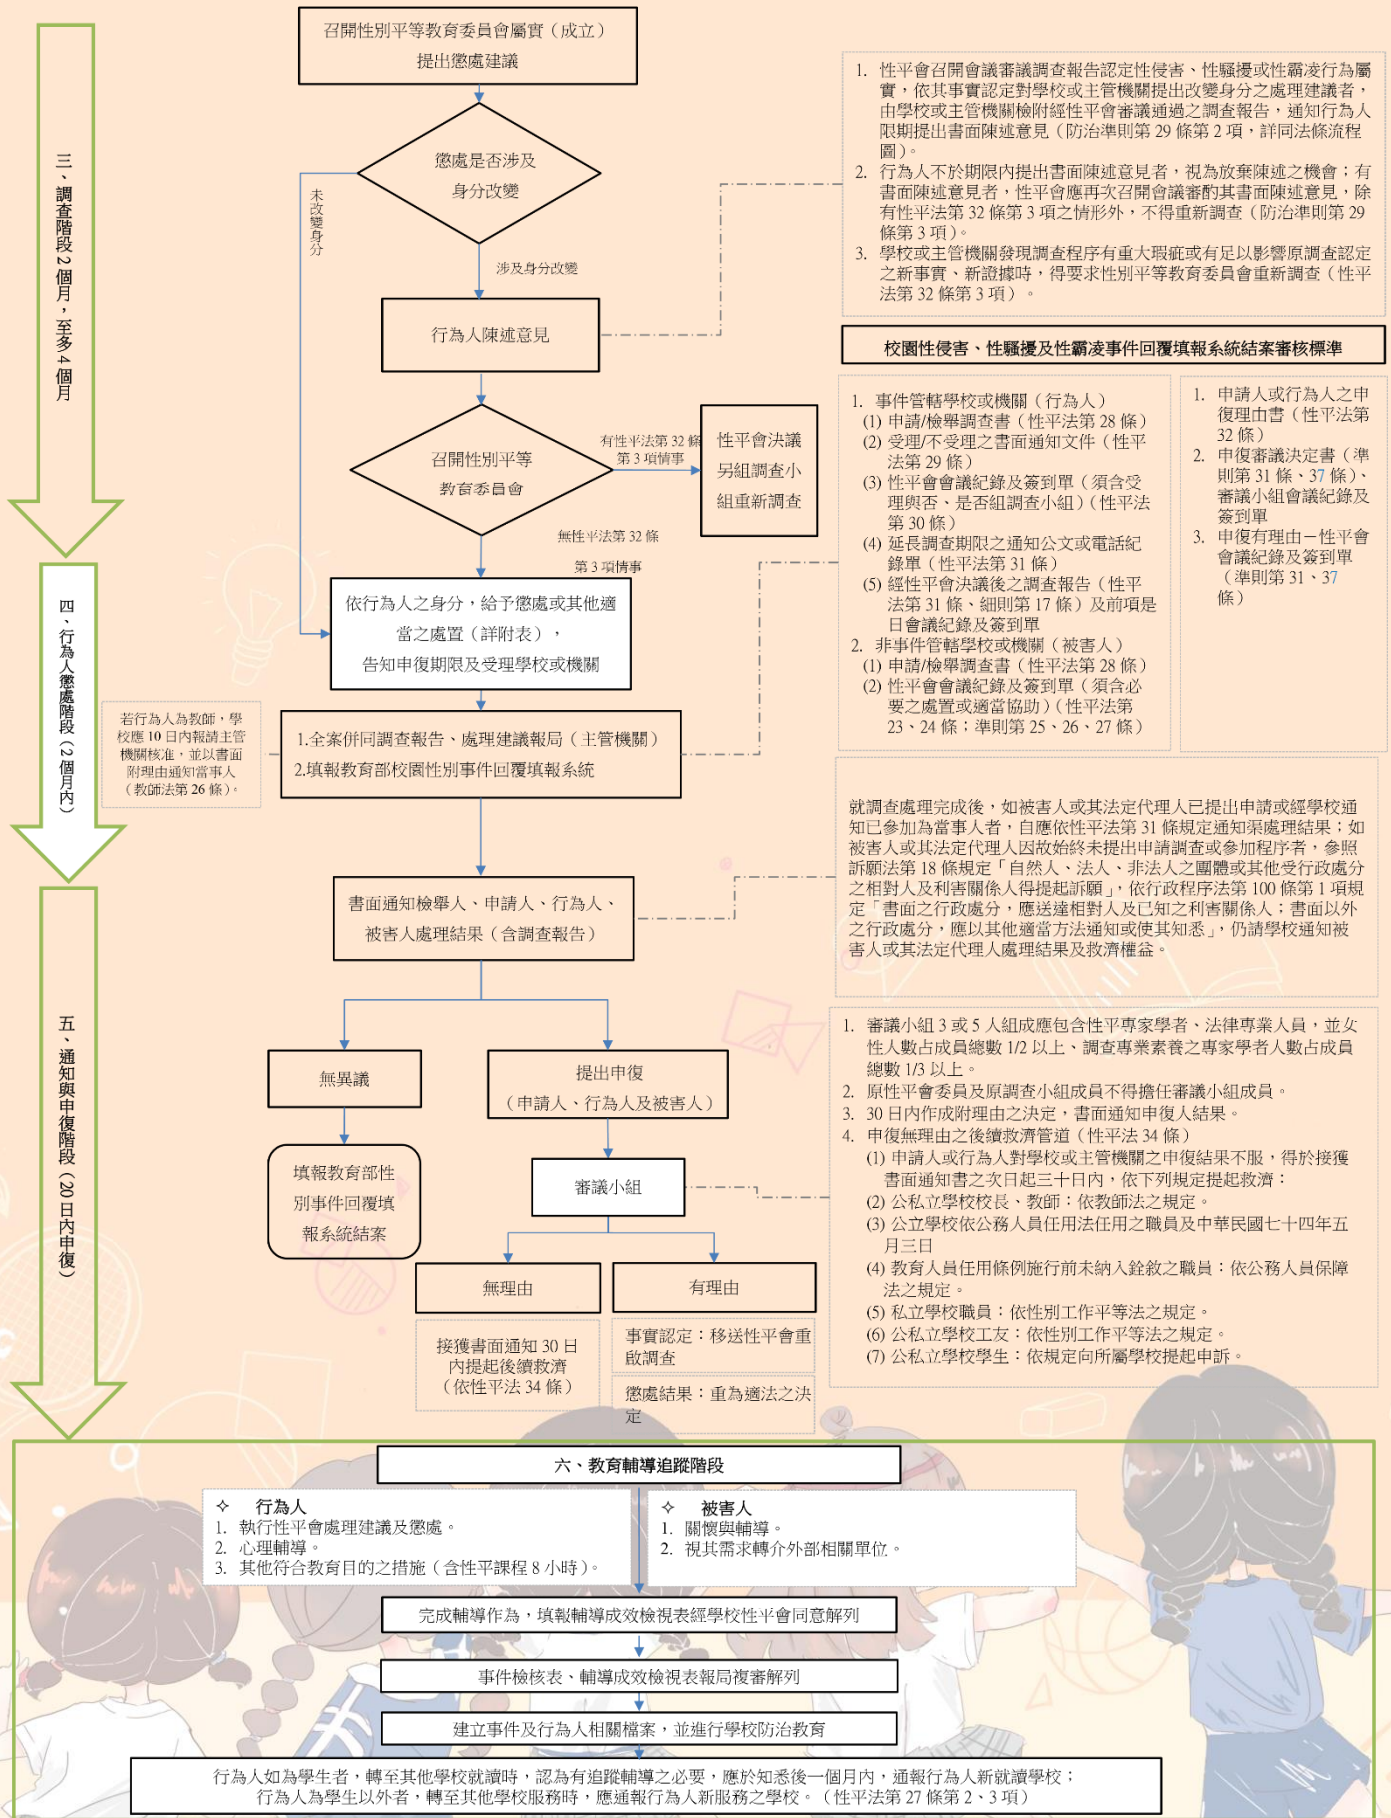 三、調查階段2個月，至多4個月
召開性別平等教育委員會屬實（成立）
提出懲處建議
懲處是否涉及
身分改變
未改變身分
涉及身分改變
行為人陳述意見
召開性別平等
教育委員會
有性平法第 32 條
第 3 項情事
性平會決議
另組調查小
組重新調查
無性平法第 32 條
第 3 項情事
1. 性平會召開會議審議調查報告認定性侵害、性騷擾或性霸凌行為屬
實，依其事實認定對學校或主管機關提出改變身分之處理建議者，
由學校或主管機關檢附經性平會審議通過之調查報告，通知行為人
限期提出書面陳述意見（防治準則第 29 條第 2 項，詳同法條流程
圖）。
2. 行為人不於期限內提出書面陳述意見者，視為放棄陳述之機會；有
書面陳述意見者，性平會應再次召開會議審酌其書面陳述意見，除
有性平法第 32 條第 3 項之情形外，不得重新調查（防治準則第 29
條第 3 項）。
3. 學校或主管機關發現調查程序有重大瑕疵或有足以影響原調查認定
之新事實、新證據時，得要求性別平等教育委員會重新調查（性平
法第 32 條第 3 項）。
校園性侵害、性騷擾及性霸凌事件回覆填報系統結案審核標準
1. 事件管轄學校或機關（行為人）
(1) 申請/檢舉調查書（性平法第 28 條）
(2) 受理/不受理之書面通知文件（性平
法第 29 條）
(3) 性平會會議紀錄及簽到單（須含受
理與否、是否組調查小組）（性平法
第 30 條）
(4) 延長調查期限之通知公文或電話紀
錄單（性平法第 31 條）
(5) 經性平會決議後之調查報告（性平
法第 31 條、細則第 17 條）及前項是
日會議紀錄及簽到單
2. 非事件管轄學校或機關（被害人）
(1) 申請/檢舉調查書（性平法第 28 條）
(2) 性平會會議紀錄及簽到單（須含必
要之處置或適當協助）（性平法第
23、24 條；準則第 25、26、27 條）
1. 申請人或行為人之申
復理由書（性平法第
32 條）
2. 申復審議決定書（準
則第 31 條、37 條）、
審議小組會議紀錄及
簽到單
3. 申復有理由－性平會
會議紀錄及簽到單
（準則第 31、37
條）
四、行為人懲處階段（2個月內）
依行為人之身分，給予懲處或其他適
當之處置（詳附表），
告知申復期限及受理學校或機關
若行為人為教師，學
校應 10 日內報請主管
機關核准，並以書面
附理由通知當事人
（教師法第 26 條）。
1.全案併同調查報告、處理建議報局（主管機關）
2.填報教育部校園性別事件回覆填報系統
就調查處理完成後，如被害人或其法定代理人已提出申請或經學校通
知已參加為當事人者，自應依性平法第 31 條規定通知渠處理結果；如
被害人或其法定代理人因故始終未提出申請調查或參加程序者，參照
訴願法第 18 條規定「自然人、法人、非法人之團體或其他受行政處分
之相對人及利害關係人得提起訴願」，依行政程序法第 100 條第 1 項規
定「書面之行政處分，應送達相對人及已知之利害關係人；書面以外
之行政處分，應以其他適當方法通知或使其知悉」，仍請學校通知被
害人或其法定代理人處理結果及救濟權益。
五、通知與申復階段（20日內申復）
書面通知檢舉人、申請人、行為人、
被害人處理結果（含調查報告）
無異議
提出申復
（申請人、行為人及被害人）
填報教育部性
別事件回覆填
報系統結案
審議小組
無理由
有理由
接獲書面通知 30 日
內提起後續救濟
（依性平法 34 條）
事實認定：移送性平會重
啟調查
懲處結果：重為適法之決
定
1. 審議小組 3 或 5 人組成應包含性平專家學者、法律專業人員，並女
性人數占成員總數 1/2 以上、調查專業素養之專家學者人數占成員
總數 1/3 以上。
2. 原性平會委員及原調查小組成員不得擔任審議小組成員。
3. 30 日內作成附理由之決定，書面通知申復人結果。
4. 申復無理由之後續救濟管道（性平法 34 條）
(1) 申請人或行為人對學校或主管機關之申復結果不服，得於接獲
書面通知書之次日起三十日內，依下列規定提起救濟：
(2) 公私立學校校長、教師：依教師法之規定。
(3) 公立學校依公務人員任用法任用之職員及中華民國七十四年五
月三日
(4) 教育人員任用條例施行前未納入銓敘之職員：依公務人員保障
法之規定。
(5) 私立學校職員：依性別工作平等法之規定。
(6) 公私立學校工友：依性別工作平等法之規定。
(7) 公私立學校學生：依規定向所屬學校提起申訴。
六、教育輔導追蹤階段
✧ 行為人
1. 執行性平會處理建議及懲處。
2. 心理輔導。
3. 其他符合教育目的之措施（含性平課程 8 小時）。
✧ 被害人
1. 關懷與輔導。
2. 視其需求轉介外部相關單位。
完成輔導作為，填報輔導成效檢視表經學校性平會同意解列
事件檢核表、輔導成效檢視表報局複審解列
建立事件及行為人相關檔案，並進行學校防治教育
行為人如為學生者，轉至其他學校就讀時，認為有追蹤輔導之必要，應於知悉後一個月內，通報行為人新就讀學校；
行為人為學生以外者，轉至其他學校服務時，應通報行為人新服務之學校。（性平法第 27 條第 2、3 項）